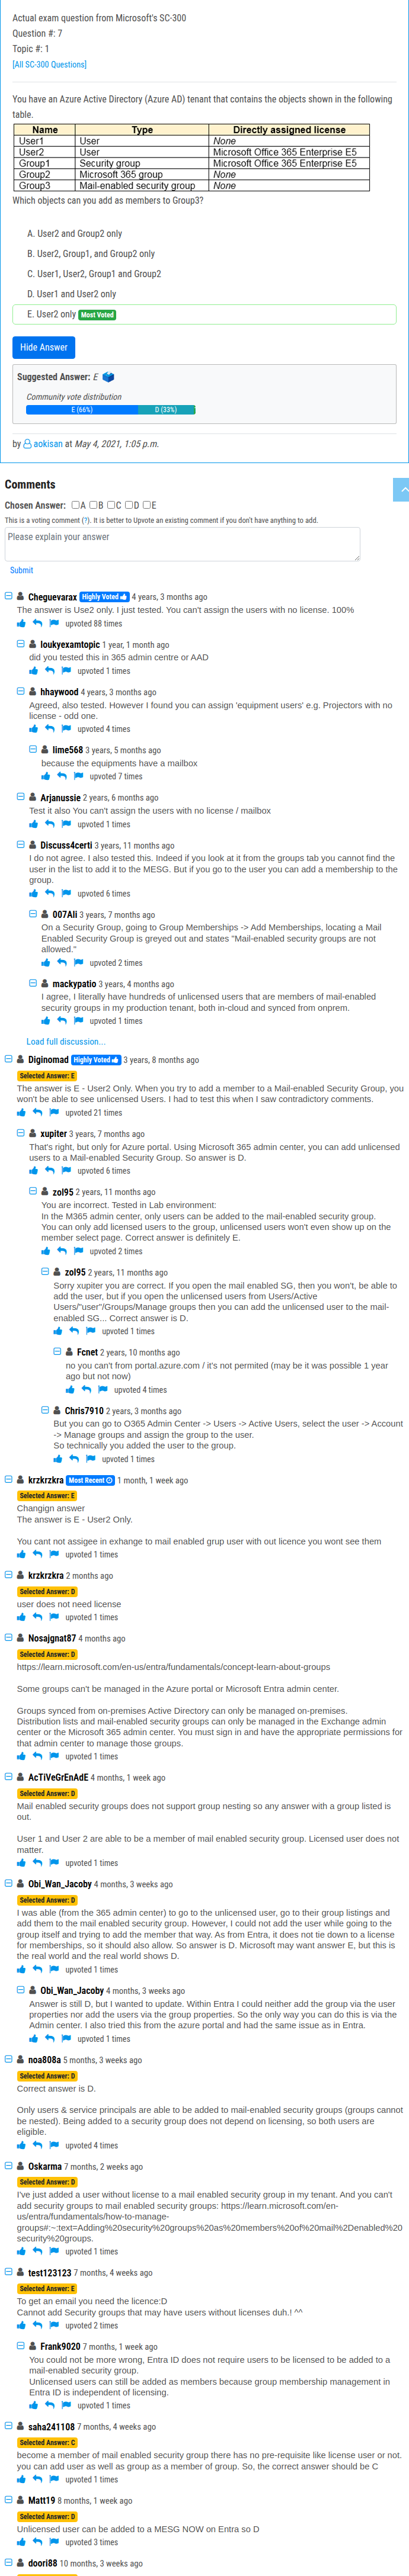 Actual exam question from Microsoft's SC-300
Question #: 7
Topic #: 1
[All SC-300 Questions]
You have an Azure Active Directory (Azure AD) tenant that contains the objects shown in the following
table.
Name Type Directly assigned license
User1 User None
User2 User Microsoft Office 365 Enterprise E5
Group1 Security group Microsoft Office 365 Enterprise E5
Group2 Microsoft 365 group None
Group3 Mail-enabled security group None
Which objects can you add as members to Group3?
A. User2 and Group2 only
B. User2, Group1, and Group2 only
C. User1, User2, Group1 and Group2
D. User1 and User2 only
E. User2 only Most Voted
Hide Answer
Suggested Answer: E
Community vote distribution
E (66%) D (33%)
by aokisan at May 4, 2021, 1:05 p.m.
Comments
Chosen Answer: A B C D E
This is a voting comment (?). It is better to Upvote an existing comment if you don't have anything to add.
Please explain your answer
Submit
Cheguevarax Highly Voted 4 years, 3 months ago
The answer is Use2 only. I just tested. You can't assign the users with no license. 100%
upvoted 88 times
loukyexamtopic 1 year, 1 month ago
did you tested this in 365 admin centre or AAD
upvoted 1 times
hhaywood 4 years, 3 months ago
Agreed, also tested. However I found you can assign 'equipment users' e.g. Projectors with no
license - odd one.
upvoted 4 times
lime568 3 years, 5 months ago
because the equipments have a mailbox
upvoted 7 times
Arjanussie 2 years, 6 months ago
Test it also You can't assign the users with no license / mailbox
upvoted 1 times
Discuss4certi 3 years, 11 months ago
I do not agree. I also tested this. Indeed if you look at it from the groups tab you cannot find the
user in the list to add it to the MESG. But if you go to the user you can add a membership to the
group.
upvoted 6 times
007Ali 3 years, 7 months ago
On a Security Group, going to Group Memberships -> Add Memberships, locating a Mail
Enabled Security Group is greyed out and states "Mail-enabled security groups are not
allowed."
upvoted 2 times
mackypatio 3 years, 4 months ago
I agree, I literally have hundreds of unlicensed users that are members of mail-enabled
security groups in my production tenant, both in-cloud and synced from onprem.
upvoted 1 times
Load full discussion...
Diginomad Highly Voted 3 years, 8 months ago
Selected Answer: E
The answer is E - User2 Only. When you try to add a member to a Mail-enabled Security Group, you
won't be able to see unlicensed Users. I had to test this when I saw contradictory comments.
upvoted 21 times
xupiter 3 years, 7 months ago
That's right, but only for Azure portal. Using Microsoft 365 admin center, you can add unlicensed
users to a Mail-enabled Security Group. So answer is D.
upvoted 6 times
zol95 2 years, 11 months ago
You are incorrect. Tested in Lab environment:
In the M365 admin center, only users can be added to the mail-enabled security group.
You can only add licensed users to the group, unlicensed users won't even show up on the
member select page. Correct answer is definitely E.
upvoted 2 times
zol95 2 years, 11 months ago
Sorry xupiter you are correct. If you open the mail enabled SG, then you won't, be able to
add the user, but if you open the unlicensed users from Users/Active
Users/"user"/Groups/Manage groups then you can add the unlicensed user to the mail-
enabled SG... Correct answer is D.
upvoted 1 times
Fcnet 2 years, 10 months ago
no you can't from portal.azure.com / it's not permited (may be it was possible 1 year
ago but not now)
upvoted 4 times
Chris7910 2 years, 3 months ago
But you can go to O365 Admin Center -> Users -> Active Users, select the user -> Account
-> Manage groups and assign the group to the user.
So technically you added the user to the group.
upvoted 1 times
krzkrzkra Most Recent 1 month, 1 week ago
Selected Answer: E
Changign answer
The answer is E - User2 Only.
You cant not assigee in exhange to mail enabled grup user with out licence you wont see them
upvoted 1 times
krzkrzkra 2 months ago
Selected Answer: D
user does not need license
upvoted 1 times
Nosajgnat87 4 months ago
Selected Answer: D
https://learn.microsoft.com/en-us/entra/fundamentals/concept-learn-about-groups
Some groups can't be managed in the Azure portal or Microsoft Entra admin center.
Groups synced from on-premises Active Directory can only be managed on-premises.
Distribution lists and mail-enabled security groups can only be managed in the Exchange admin
center or the Microsoft 365 admin center. You must sign in and have the appropriate permissions for
that admin center to manage those groups.
upvoted 1 times
AcTiVeGrEnAdE 4 months, 1 week ago
Selected Answer: D
Mail enabled security groups does not support group nesting so any answer with a group listed is
out.
User 1 and User 2 are able to be a member of mail enabled security group. Licensed user does not
matter.
upvoted 1 times
Obi_Wan_Jacoby 4 months, 3 weeks ago
Selected Answer: D
I was able (from the 365 admin center) to go to the unlicensed user, go to their group listings and
add them to the mail enabled security group. However, I could not add the user while going to the
group itself and trying to add the member that way. As from Entra, it does not tie down to a license
for memberships, so it should also allow. So answer is D. Microsoft may want answer E, but this is
the real world and the real world shows D.
upvoted 1 times
Obi_Wan_Jacoby 4 months, 3 weeks ago
Answer is still D, but I wanted to update. Within Entra I could neither add the group via the user
properties nor add the users via the group properties. So the only way you can do this is via the
Admin center. I also tried this from the azure portal and had the same issue as in Entra.
upvoted 2 times
noa808a 5 months, 3 weeks ago
Selected Answer: D
Correct answer is D.
Only users & service principals are able to be added to mail-enabled security groups (groups cannot
be nested). Being added to a security group does not depend on licensing, so both users are
eligible.
upvoted 4 times
Oskarma 7 months, 2 weeks ago
Selected Answer: D
I've just added a user without license to a mail enabled security group in my tenant. And you can't
add security groups to mail enabled security groups: https://learn.microsoft.com/en-
us/entra/fundamentals/how-to-manage-
groups#:~:text=Adding%20security%20groups%20as%20members%20of%20mail%2Denabled%20
security%20groups.
upvoted 1 times
test123123 7 months, 4 weeks ago
Selected Answer: E
To get an email you need the licence:D
Cannot add Security groups that may have users without licenses duh.! ^^
upvoted 2 times
Frank9020 7 months, 1 week ago
You could not be more wrong, Entra ID does not require users to be licensed to be added to a
mail-enabled security group.
Unlicensed users can still be added as members because group membership management in
Entra ID is independent of licensing.
upvoted 1 times
saha241108 7 months, 4 weeks ago
Selected Answer: C
become a member of mail enabled security group there has no pre-requisite like license user or not.
you can add user as well as group as a member of group. So, the correct answer should be C
upvoted 1 times
Matt19 8 months, 1 week ago
Selected Answer: D
Unlicensed user can be added to a MESG NOW on Entra so D
upvoted 3 times
doori88 10 months, 3 weeks ago